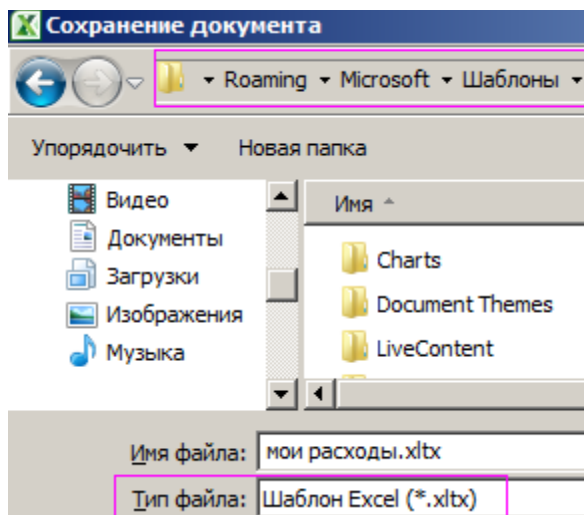 Сохранение документа
Roaming Microsoft Шаблоны
Упорядочить Новая папка
Видео
Документы
Загрузки
Изображения
Музыка
Имя
Charts
Document Themes
LiveContent
Имя файла: мои расходы.xltx
Тип файла: Шаблон Excel (*.xltx)